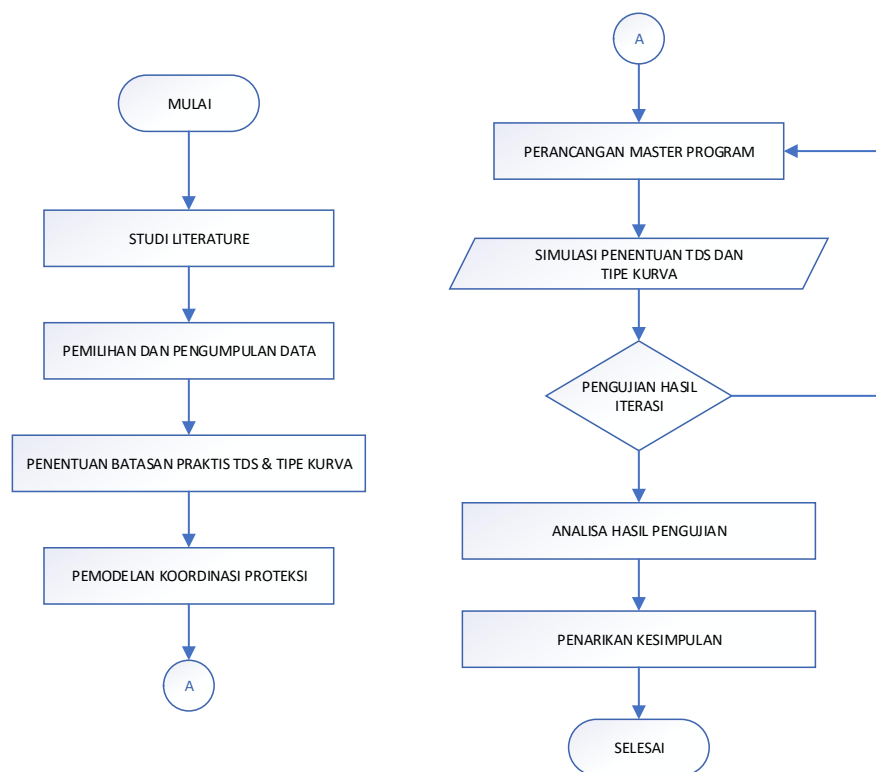 MULAI
STUDI LITERATURE
PEMILIHAN DAN PENGUMPULAN DATA
PENENTUAN BATASAN PRAKTIS TDS & TIPE KURVA
PEMODELAN KOORDINASI PROTEKSI
A
A
PERANCANGAN MASTER PROGRAM
SIMULASI PENENTUAN TDS DAN
TIPE KURVA
PENGUJIAN HASIL
ITERASI
ANALISA HASIL PENGUJIAN
PENARIKAN KESIMPULAN
SELESAI